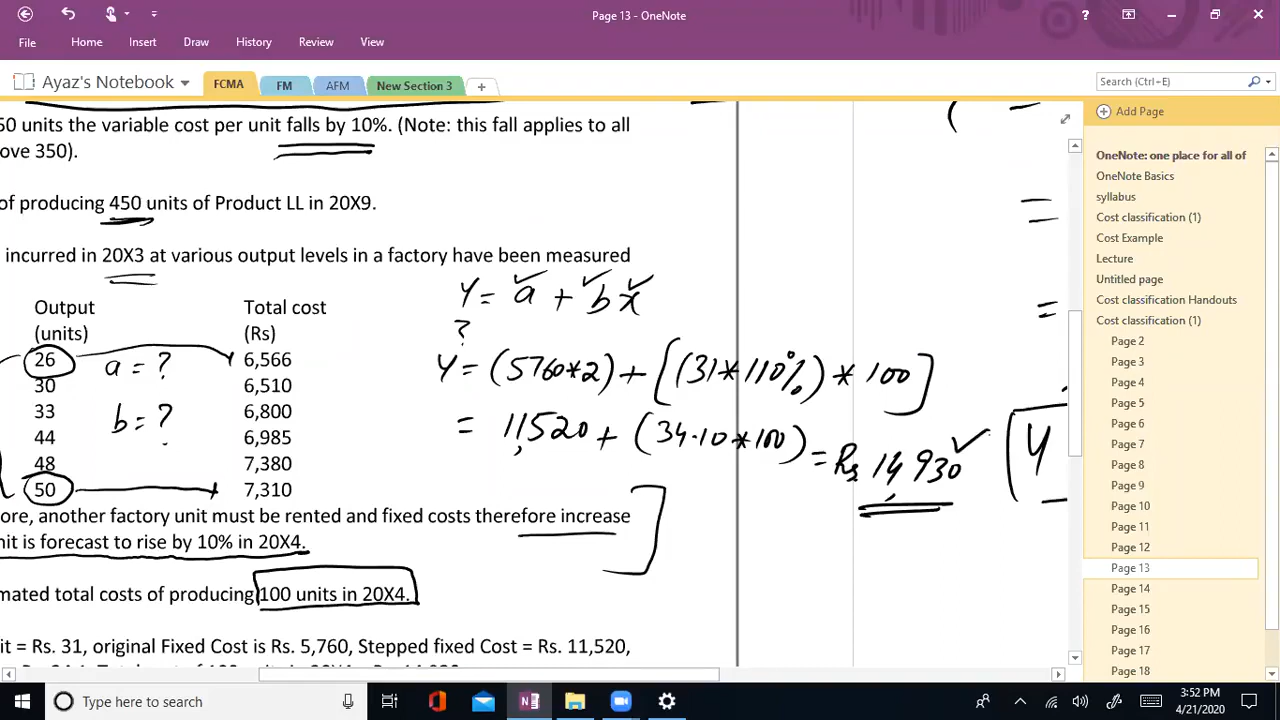 Page 13 - OneNote
File Home Insert Draw History Review View
Ayaz's Notebook FCMA FM AFM New Section 3
Search (Ctrl+E)
Add Page
50 units the variable cost per unit falls by 10%. (Note: this fall applies to all
ove 350).
of producing 450 units of Product LL in 20X9.
incurred in 20X3 at various output levels in a factory have been measured
Output Total cost
(units) (Rs)
26 6,566
30 6,510
33 6,800
44 6,985
48 7,380
50 7,310
a = ?
b = ?
Y = a + bx
?
Y = (5760*2) + [(31*110%) * 100]
= 11,520 + (34.10*100) = Rs 14,930
Y
ore, another factory unit must be rented and fixed costs therefore increase
nit is forecast to rise by 10% in 20X4.
mated total costs of producing 100 units in 20X4.
it = Rs. 31, original Fixed Cost is Rs. 5,760, Stepped fixed Cost = Rs. 11,520,
OneNote: one place for all of
OneNote Basics
syllabus
Cost classification (1)
Cost Example
Lecture
Untitled page
Cost classification Handouts
Cost classification (1)
Page 2
Page 3
Page 4
Page 5
Page 6
Page 7
Page 8
Page 9
Page 10
Page 11
Page 12
Page 13
Page 14
Page 15
Page 16
Page 17
Page 18
Type here to search
3:52 PM
4/21/2020